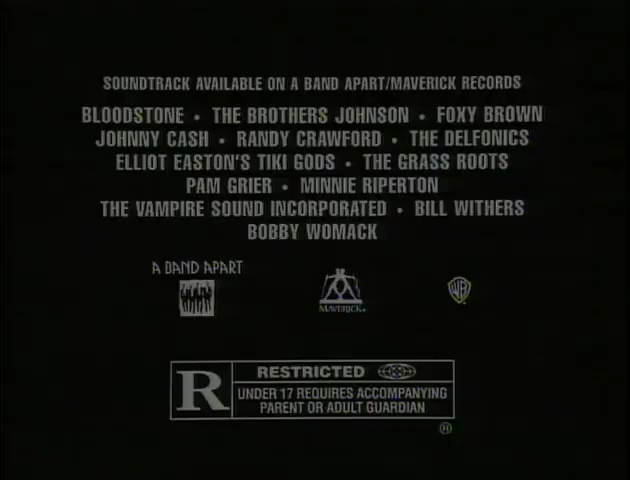 SOUNDTRACK AVAILABLE ON A BAND APART/MAVERICK RECORDS
BLOODSTONE • THE BROTHERS JOHNSON • FOXY BROWN
JOHNNY CASH • RANDY CRAWFORD • THE DELFONICS
ELLIOT EASTON'S TIKI GODS • THE GRASS ROOTS
PAM GRIER • MINNIE RIPERTON
THE VAMPIRE SOUND INCORPORATED • BILL WITHERS
BOBBY WOMACK
A BAND APART
MAVERICK
WB
R
RESTRICTED
UNDER 17 REQUIRES ACCOMPANYING
PARENT OR ADULT GUARDIAN
®